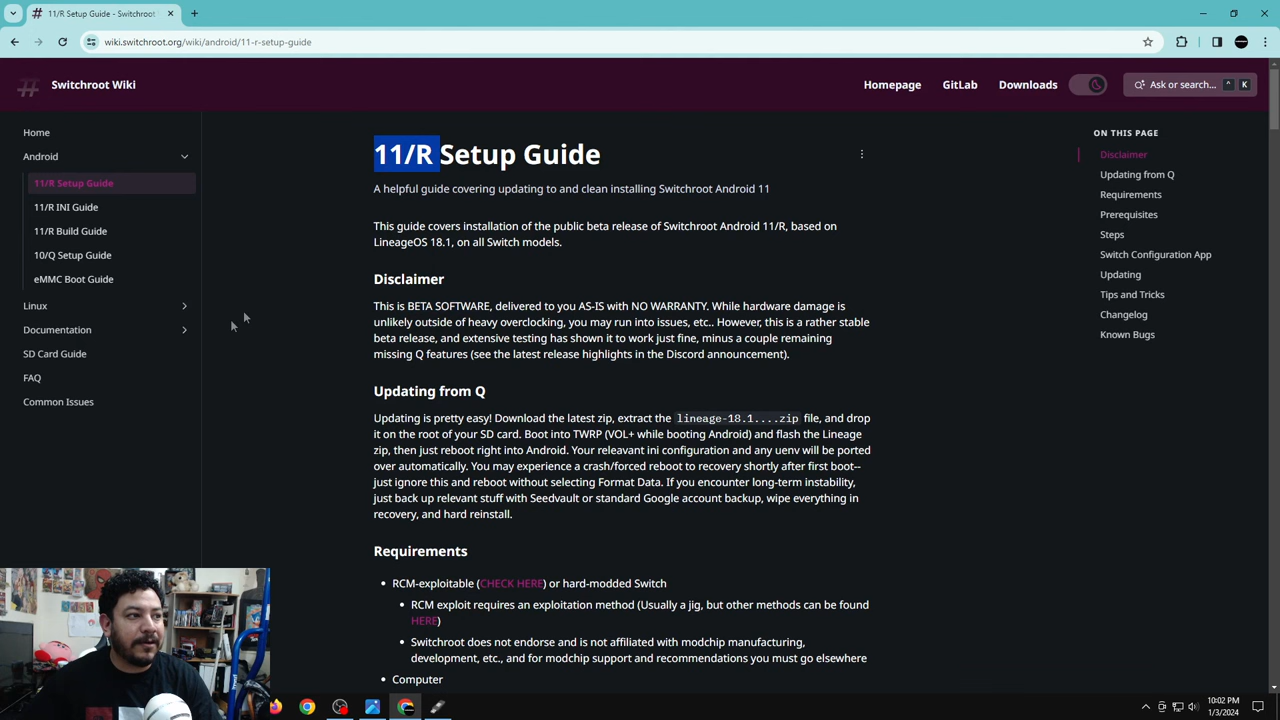 11/R Setup Guide - Switchroot
wiki.switchroot.org/wiki/android/11-r-setup-guide
Switchroot Wiki
Homepage
GitLab
Downloads
Ask or search...
^
K
Home
Android
11/R Setup Guide
11/R INI Guide
11/R Build Guide
10/Q Setup Guide
eMMC Boot Guide
Linux
Documentation
SD Card Guide
FAQ
Common Issues
11/R Setup Guide
A helpful guide covering updating to and clean installing Switchroot Android 11
This guide covers installation of the public beta release of Switchroot Android 11/R, based on
LineageOS 18.1, on all Switch models.
Disclaimer
This is BETA SOFTWARE, delivered to you AS-IS with NO WARRANTY. While hardware damage is
unlikely outside of heavy overclocking, you may run into issues, etc.. However, this is a rather stable
beta release, and extensive testing has shown it to work just fine, minus a couple remaining
missing Q features (see the latest release highlights in the Discord announcement).
Updating from Q
Updating is pretty easy! Download the latest zip, extract the lineage-18.1....zip file, and drop
it on the root of your SD card. Boot into TWRP (VOL+ while booting Android) and flash the Lineage
zip, then just reboot right into Android. Your releavant ini configuration and any uenv will be ported
over automatically. You may experience a crash/forced reboot to recovery shortly after first boot--
just ignore this and reboot without selecting Format Data. If you encounter long-term instability,
just back up relevant stuff with Seedvault or standard Google account backup, wipe everything in
recovery, and hard reinstall.
Requirements
• RCM-exploitable (CHECK HERE) or hard-modded Switch
• RCM exploit requires an exploitation method (Usually a jig, but other methods can be found
HERE)
• Switchroot does not endorse and is not affiliated with modchip manufacturing,
development, etc., and for modchip support and recommendations you must go elsewhere
• Computer
ON THIS PAGE
Disclaimer
Updating from Q
Requirements
Prerequisites
Steps
Switch Configuration App
Updating
Tips and Tricks
Changelog
Known Bugs
10:02 PM
1/3/2024